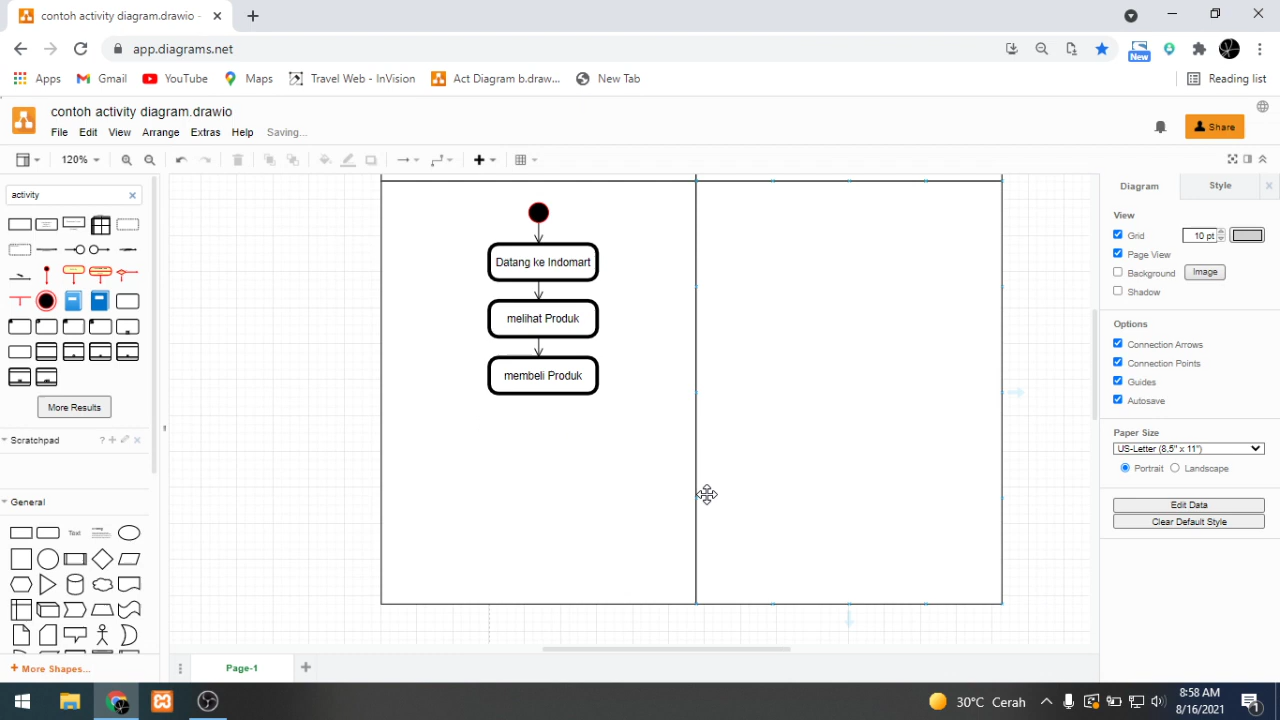 contoh activity diagram.drawio -
app.diagrams.net
New
Apps
Gmail
YouTube
Maps
Travel Web - InVision
Act Diagram b.draw...
New Tab
Reading list
contoh activity diagram.drawio
File
Edit
View
Arrange
Extras
Help
Saving...
Share
120%
activity
More Results
Scratchpad
?
General
Text
Heading
+ More Shapes...
Datang ke Indomart
melihat Produk
membeli Produk
Page-1
Diagram
Style
View
Grid
10 pt
Page View
Background
Image
Shadow
Options
Connection Arrows
Connection Points
Guides
Autosave
Paper Size
US-Letter (8,5" x 11")
Portrait
Landscape
Edit Data
Clear Default Style
30°C Cerah
8:58 AM
8/16/2021
1